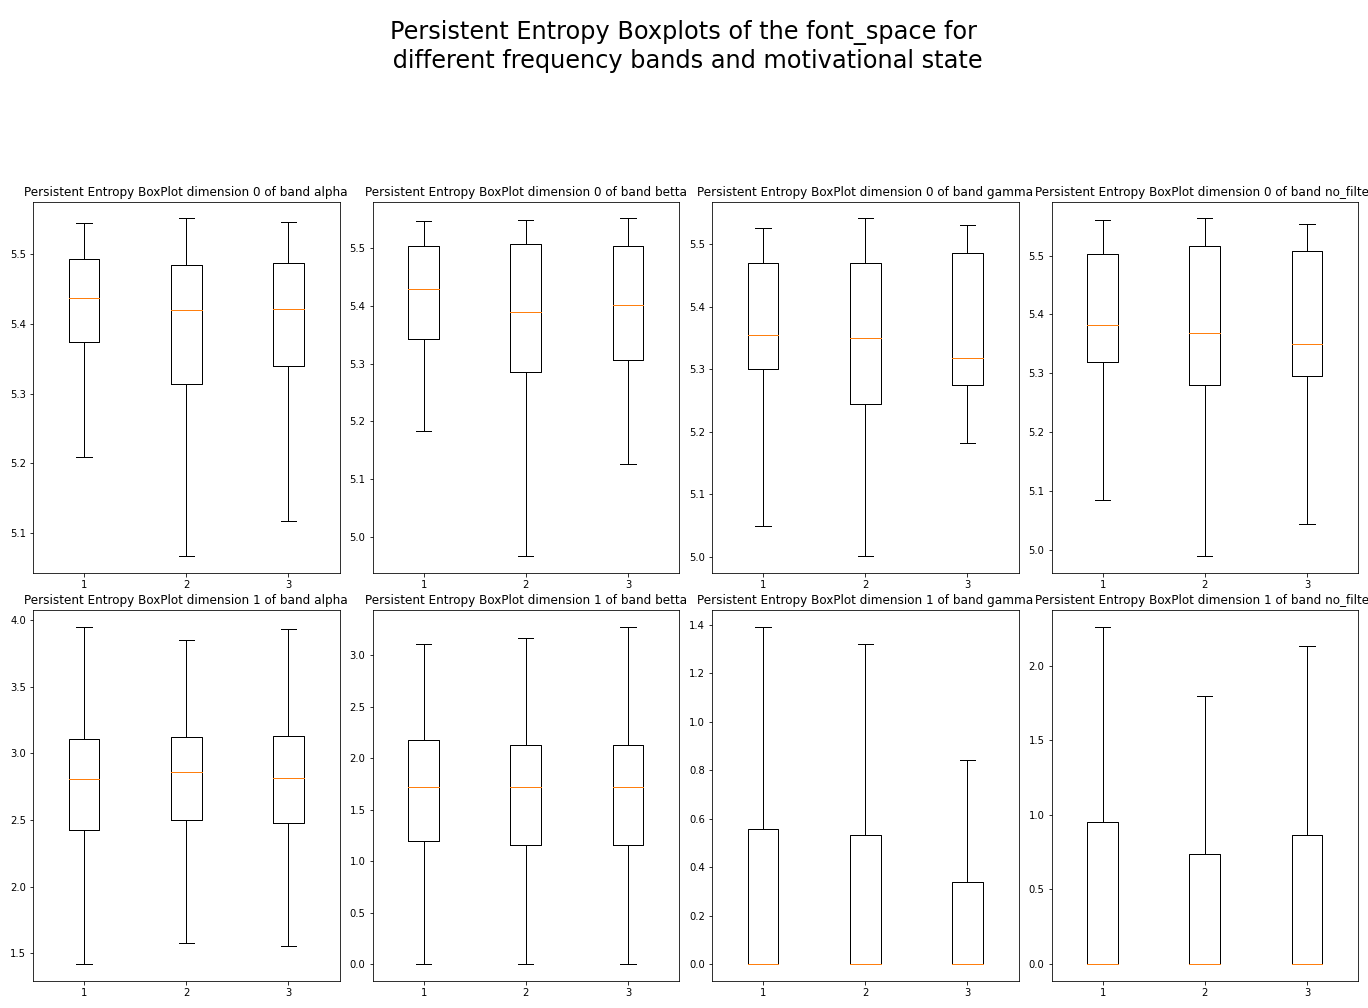 Persistent Entropy Boxplots of the font_space for
different frequency bands and motivational state
Persistent Entropy BoxPlot dimension 0 of band alpha
5.5
5.4
5.3
5.2
5.1
1 2 3
Persistent Entropy BoxPlot dimension 0 of band betta
5.5
5.4
5.3
5.2
5.1
5.0
1 2 3
Persistent Entropy BoxPlot dimension 0 of band gamma
5.5
5.4
5.3
5.2
5.1
5.0
1 2 3
Persistent Entropy BoxPlot dimension 0 of band no_filte
5.5
5.4
5.3
5.2
5.1
5.0
1 2 3
Persistent Entropy BoxPlot dimension 1 of band alpha
4.0
3.5
3.0
2.5
2.0
1.5
1 2 3
Persistent Entropy BoxPlot dimension 1 of band betta
3.0
2.5
2.0
1.5
1.0
0.5
0.0
1 2 3
Persistent Entropy BoxPlot dimension 1 of band gamma
1.4
1.2
1.0
0.8
0.6
0.4
0.2
0.0
1 2 3
Persistent Entropy BoxPlot dimension 1 of band no_filte
2.0
1.5
1.0
0.5
0.0
1 2 3